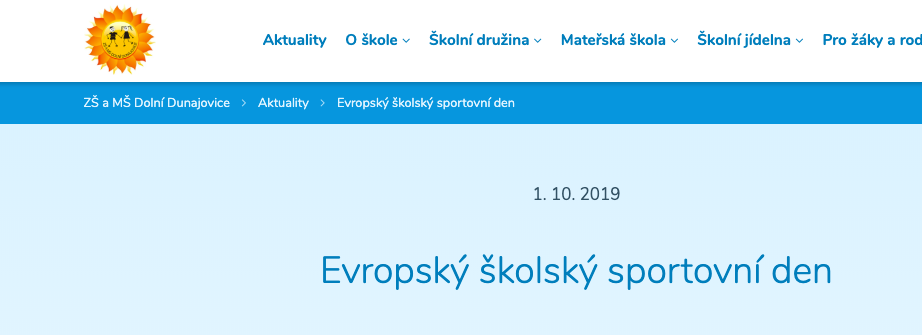 Aktuality O škole Školní družina Mateřská škola Školní jídelna Pro žáky a rod
ZŠ a MŠ Dolní Dunajovice > Aktuality > Evropský školský sportovní den
1. 10. 2019
Evropský školský sportovní den